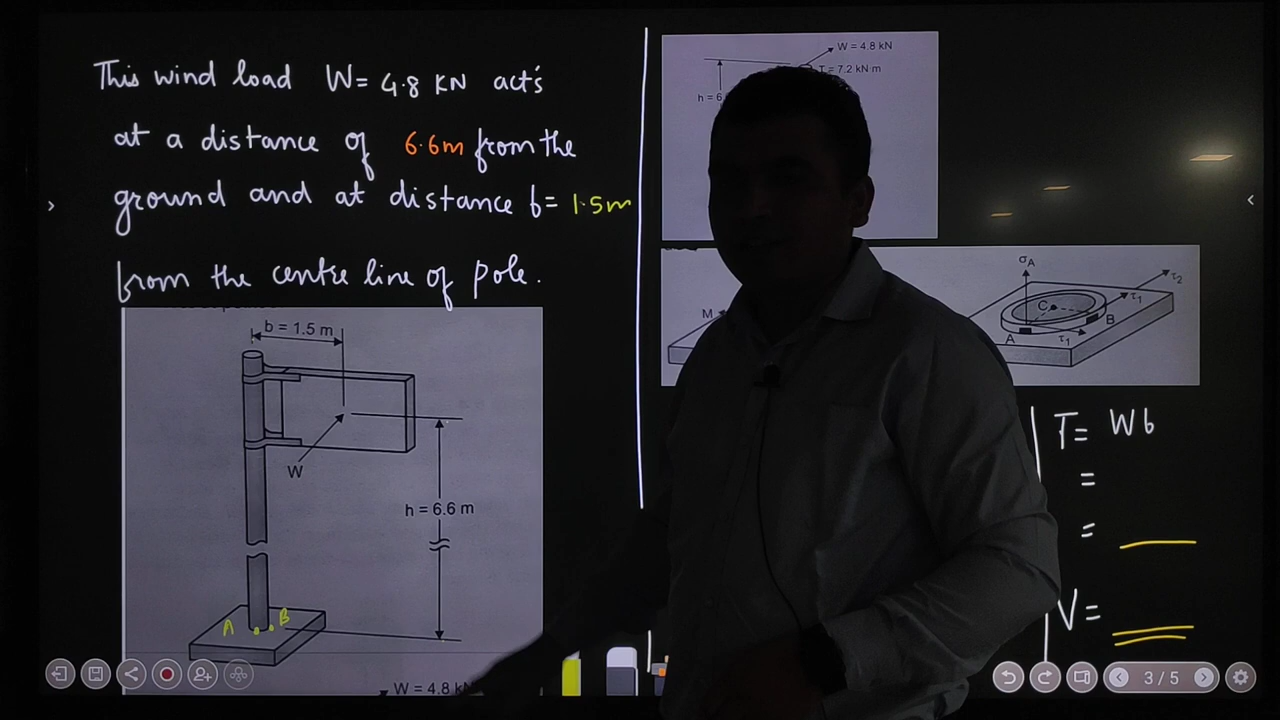 This wind load W= 4.8 KN act's
at a distance of 6.6m from the
ground and at distance b= 1.5m
from the centre line of pole.
b = 1.5 m
W
h = 6.6 m
A B
W = 4.8
W = 4.8 kN
T = 7.2 kN m
h = 6
M
σA
τ2
C
τ1
B
A
τ1
T= Wb
=
=
V=
3 / 5